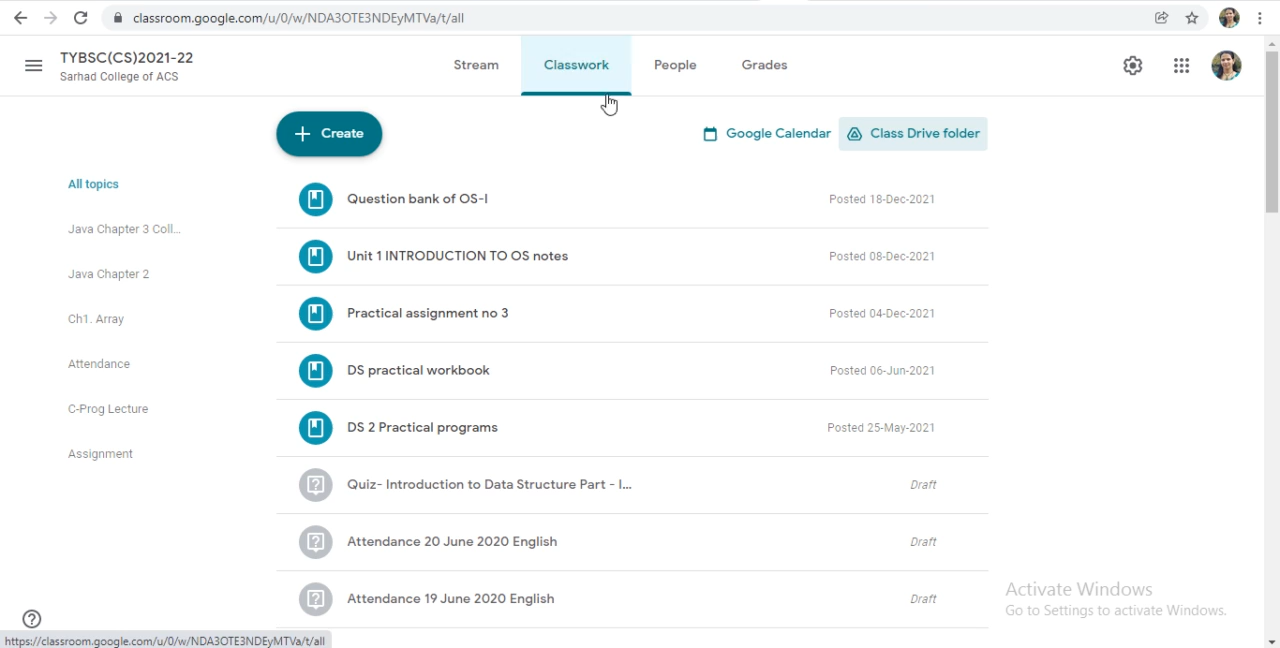 classroom.google.com/u/0/w/NDA3OTE3NDEyMTVa/t/all
TYBSC(CS)2021-22
Sarhad College of ACS
Stream
Classwork
People
Grades
Create
Google Calendar
Class Drive folder
All topics
Java Chapter 3 Coll...
Java Chapter 2
Ch1. Array
Attendance
C-Prog Lecture
Assignment
Question bank of OS-I Posted 18-Dec-2021
Unit 1 INTRODUCTION TO OS notes Posted 08-Dec-2021
Practical assignment no 3 Posted 04-Dec-2021
DS practical workbook Posted 06-Jun-2021
DS 2 Practical programs Posted 25-May-2021
Quiz- Introduction to Data Structure Part - I... Draft
Attendance 20 June 2020 English Draft
Attendance 19 June 2020 English Draft
Activate Windows
Go to Settings to activate Windows.
https://classroom.google.com/u/0/w/NDA3OTE3NDEyMTVa/t/all